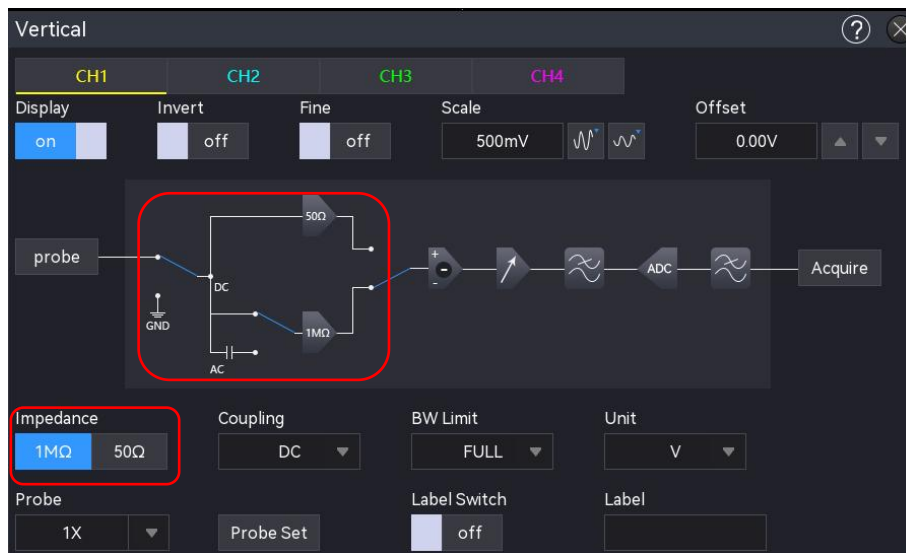 Vertical
CH1 CH2 CH3 CH4
Display Invert Fine Scale Offset
on off off 500mV 0.00V
50Ω
probe DC + - - ADC Acquire
GND
1MΩ
AC
Impedance Coupling BW Limit Unit
1MΩ 50Ω DC FULL V
Probe Label Switch Label
1X Probe Set off